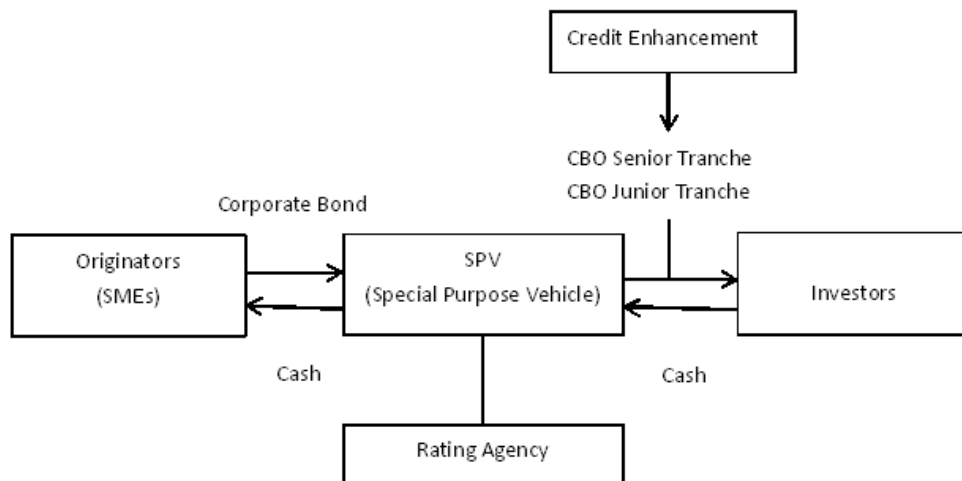 Credit Enhancement
CBO Senior Tranche
CBO Junior Tranche
Corporate Bond
Originators
(SMEs)
SPV
(Special Purpose Vehicle)
Investors
Cash
Cash
Rating Agency